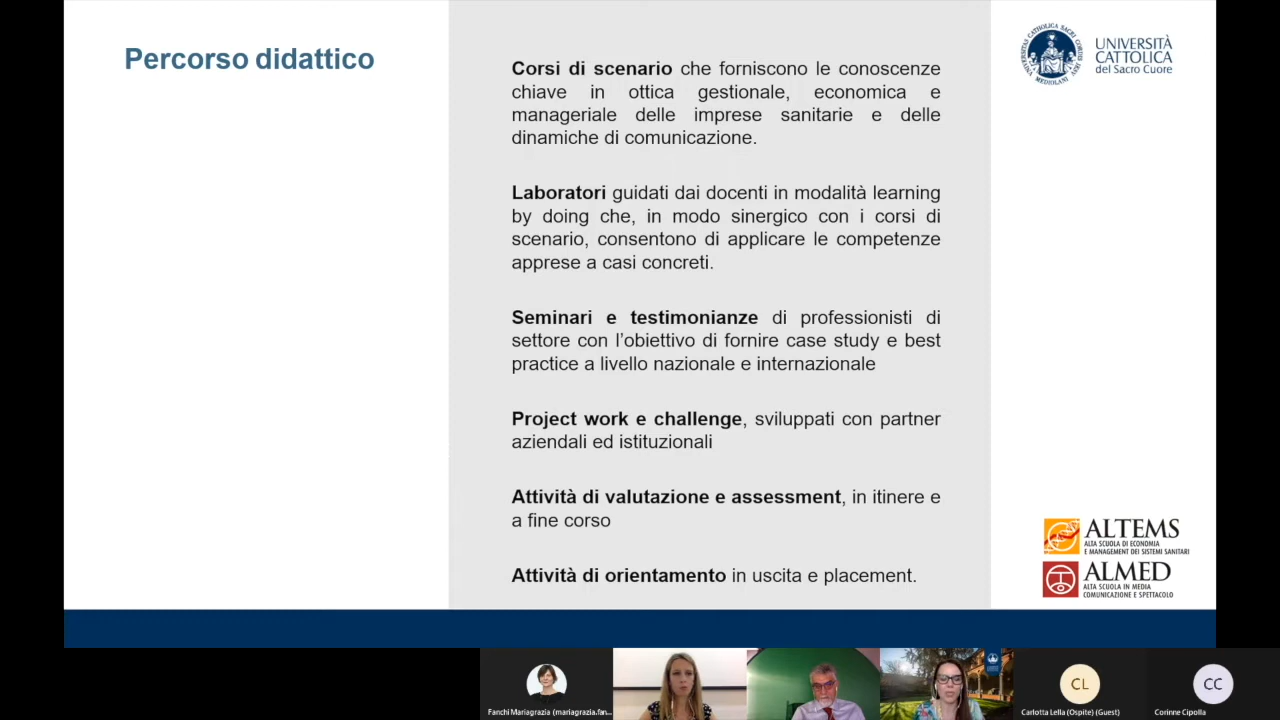 Percorso didattico
Corsi di scenario che forniscono le conoscenze
chiave in ottica gestionale, economica e
manageriale delle imprese sanitarie e delle
dinamiche di comunicazione.
Laboratori guidati dai docenti in modalità learning
by doing che, in modo sinergico con i corsi di
scenario, consentono di applicare le competenze
apprese a casi concreti.
Seminari e testimonianze di professionisti di
settore con l’obiettivo di fornire case study e best
practice a livello nazionale e internazionale
Project work e challenge, sviluppati con partner
aziendali ed istituzionali
Attività di valutazione e assessment, in itinere e
a fine corso
Attività di orientamento in uscita e placement.
UNIVERSITÀ
CATTOLICA
del Sacro Cuore
ALTEMS
ALTA SCUOLA DI ECONOMIA
E MANAGEMENT DEI SISTEMI SANITARI
ALMED
ALTA SCUOLA IN MEDIA
COMUNICAZIONE E SPETTACOLO
Fanchi Mariagrazia (mariagrazia.fan...
CL
Carlotta Lella (Ospite) (Guest)
CC
Corinne Cipolla